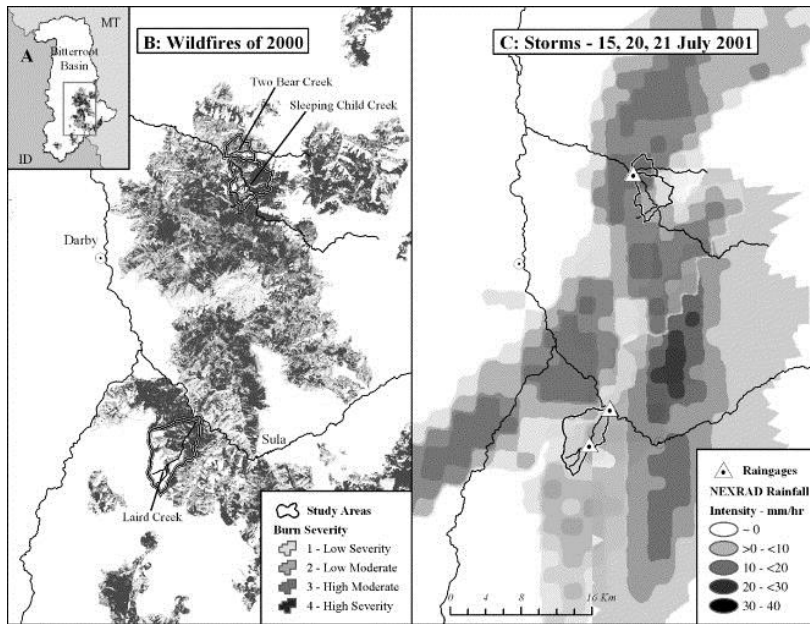 MT
Bitterroot
Basin
A
ID
B: Wildfires of 2000
Two Bear Creek
Sleeping Child Creek
Darby
Sula
Laird Creek
Study Areas
Burn Severity
1 - Low Severity
2 - Low Moderate
3 - High Moderate
4 - High Severity
C: Storms - 15, 20, 21 July 2001
Raingages
NEXRAD Rainfall
Intensity - mm/hr
~ 0
>0 - <10
10 - <20
20 - <30
30 - 40
0 4 8 16 Km